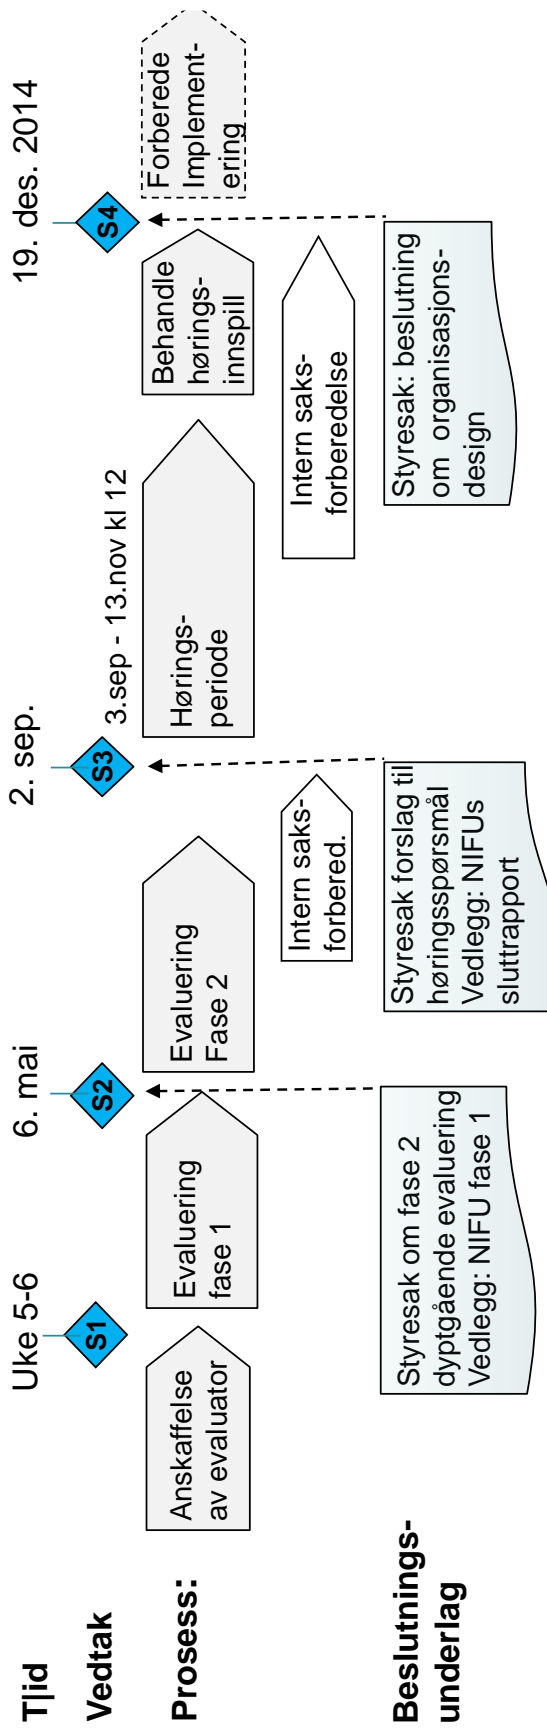 T|id
Uke 5-6
6. mai
2. sep.
19. des. 2014
Vedtak
S1
S2
S3
S4
3.sep - 13.nov kl 12
Prosess:
Anskaffelse
av evaluator
Evaluering
fase 1
Evaluering
Fase 2
Hørings-
periode
Behandle
hørings-
innspill
Forberede
Implement-
ering
Intern saks-
forbered.
Intern saks-
forberedelse
Beslutnings-
underlag
Styresak om fase 2
dyptgående evaluering
Vedlegg: NIFU fase 1
Styresak forslag til
høringsspørsmål
Vedlegg: NIFUs
sluttrapport
Styresak: beslutning
om organisasjons-
design